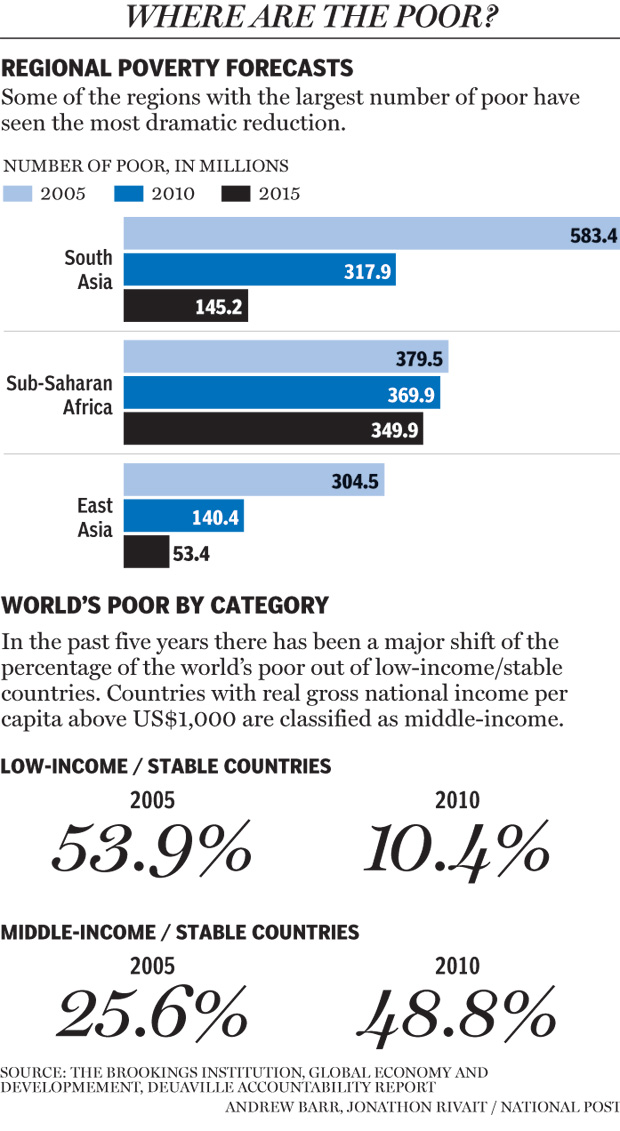 WHERE ARE THE POOR?
REGIONAL POVERTY FORECASTS
Some of the regions with the largest number of poor have
seen the most dramatic reduction.
NUMBER OF POOR, IN MILLIONS
2005 2010 2015
South
Asia
583.4
317.9
145.2
Sub-Saharan
Africa
379.5
369.9
349.9
East
Asia
304.5
140.4
53.4
WORLD'S POOR BY CATEGORY
In the past five years there has been a major shift of the
percentage of the world's poor out of low-income/stable
countries. Countries with real gross national income per
capita above US$1,000 are classified as middle-income.
LOW-INCOME / STABLE COUNTRIES
2005 2010
53.9% 10.4%
MIDDLE-INCOME / STABLE COUNTRIES
2005 2010
25.6% 48.8%
SOURCE: THE BROOKINGS INSTITUTION, GLOBAL ECONOMY AND
DEVELOPMEMENT, DEUAVILLE ACCOUNTABILITY REPORT
ANDREW BARR, JONATHON RIVAIT / NATIONAL POST